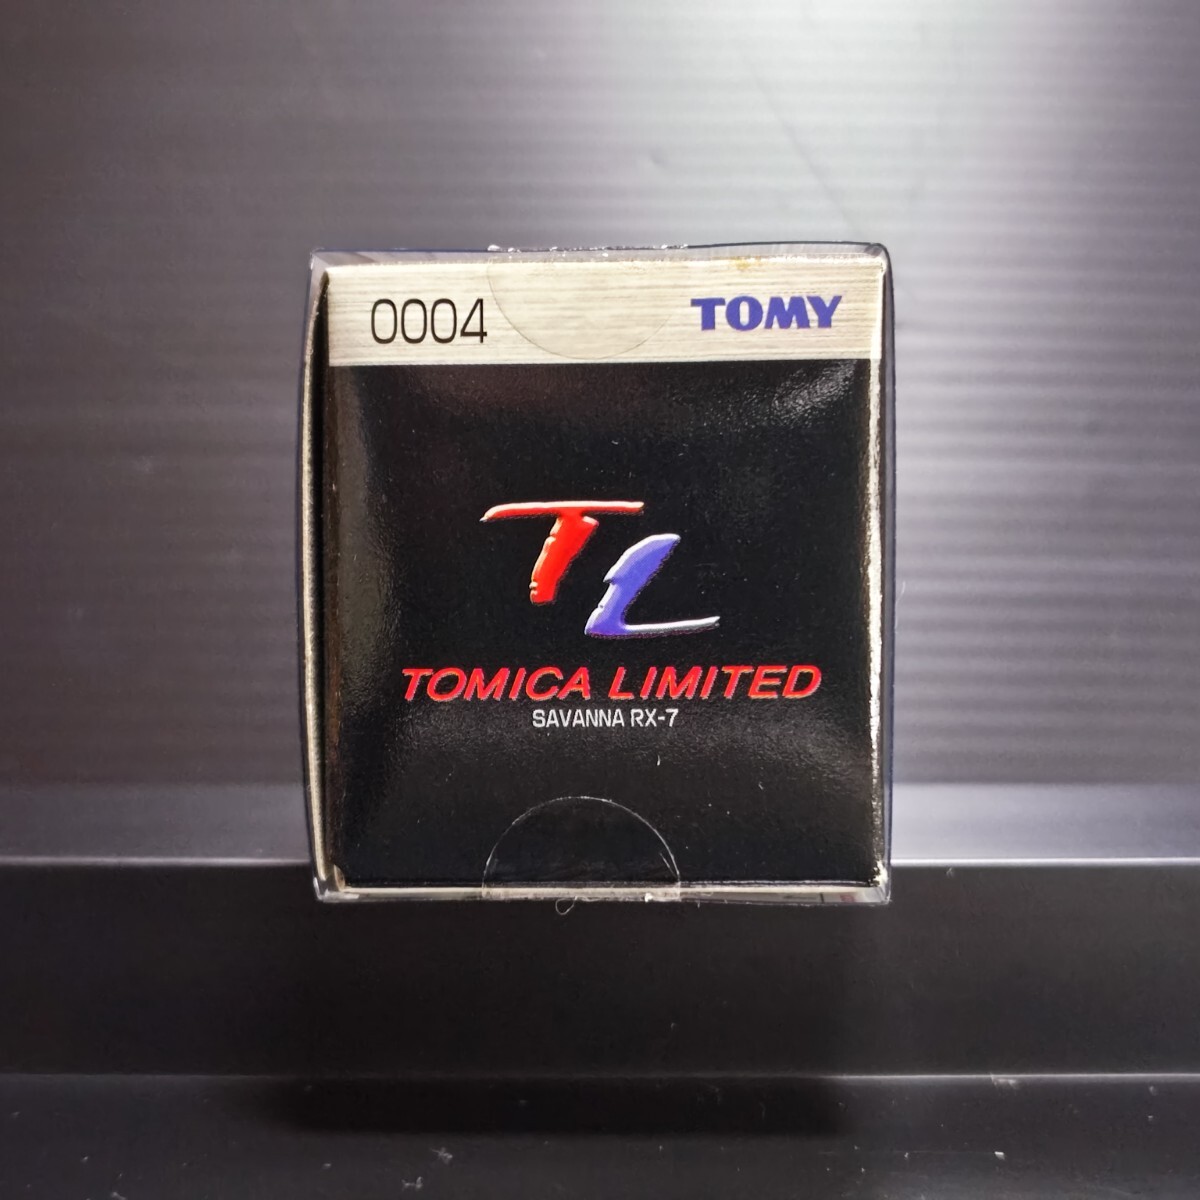 0004 TOMY
TL
TOMICA LIMITED
SAVANNA RX-7